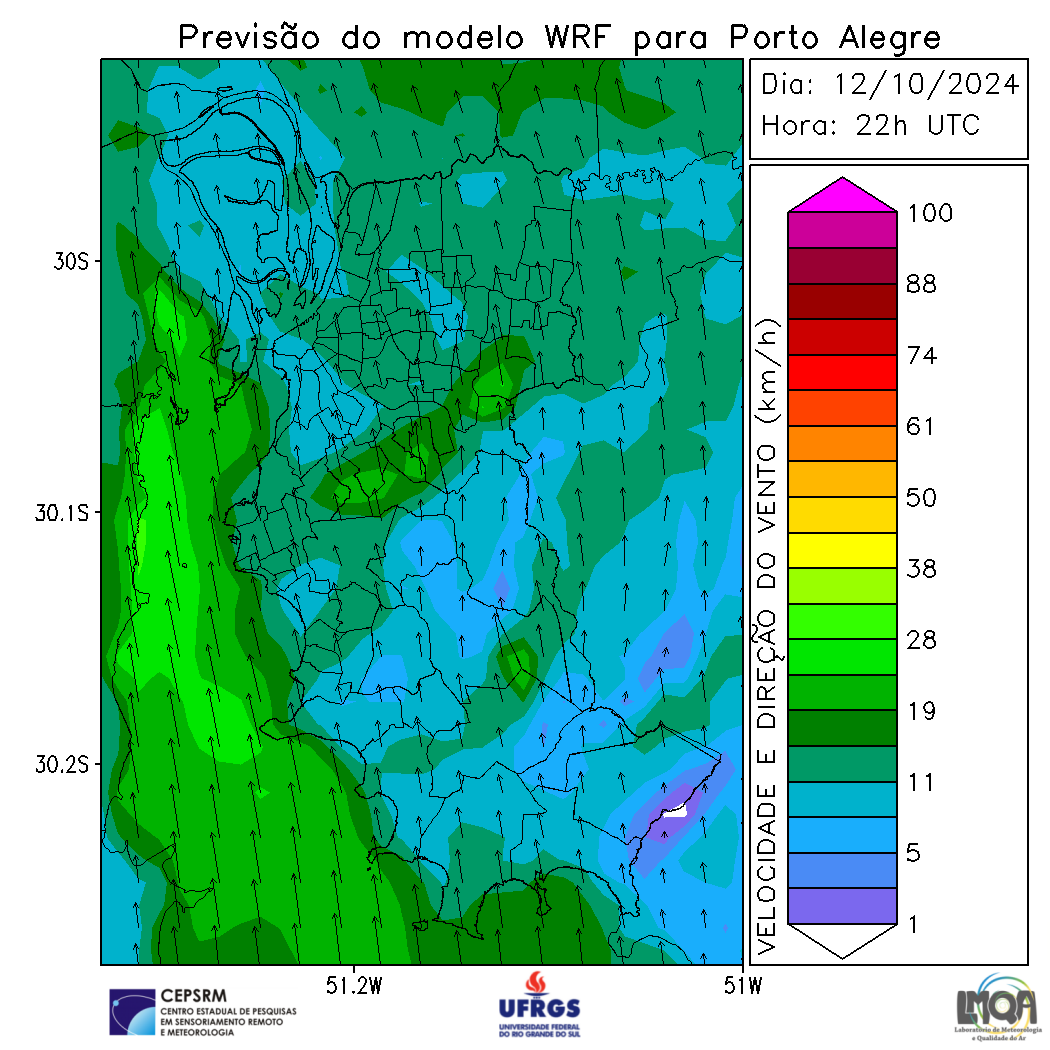 Previsão do modelo WRF para Porto Alegre
Dia: 12/10/2024
Hora: 22h UTC
30S
30.1S
30.2S
51.2W
51W
VELOCIDADE E DIREÇÃO DO VENTO (km/h)
100
88
74
61
50
38
28
19
11
5
1
CEPSRM
CENTRO ESTADUAL DE PESQUISAS
EM SENSORIAMENTO REMOTO
E METEOROLOGIA
UFRGS
UNIVERSIDADE FEDERAL
DO RIO GRANDE DO SUL
LMQA
Laboratório de Meteorologia
e Qualidade do Ar